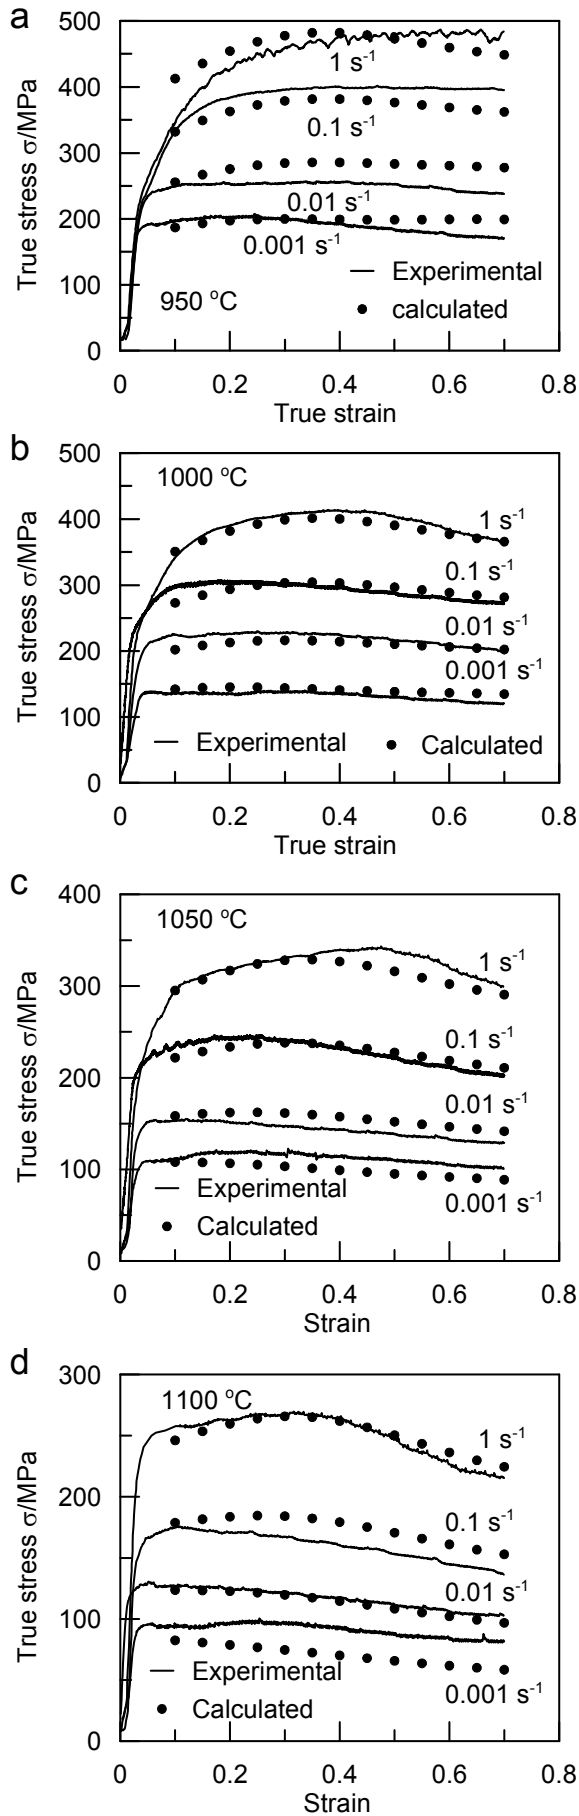 a
500
400
300
200
100
0
True stress σ/MPa
1 s⁻¹
0.1 s⁻¹
0.01 s⁻¹
0.001 s⁻¹
Experimental
950 °C
calculated
0 0.2 0.4 0.6 0.8
True strain
b
500
400
300
200
100
0
True stress σ/MPa
1000 °C
1 s⁻¹
0.1 s⁻¹
0.01 s⁻¹
0.001 s⁻¹
Experimental Calculated
0 0.2 0.4 0.6 0.8
True strain
c
400
300
200
100
0
True stress σ/MPa
1050 °C
1 s⁻¹
0.1 s⁻¹
0.01 s⁻¹
Experimental
0.001 s⁻¹
Calculated
0 0.2 0.4 0.6 0.8
Strain
d
300
200
100
0
True stress σ/MPa
1100 °C
1 s⁻¹
0.1 s⁻¹
0.01 s⁻¹
Experimental
0.001 s⁻¹
Calculated
0 0.2 0.4 0.6 0.8
True strain